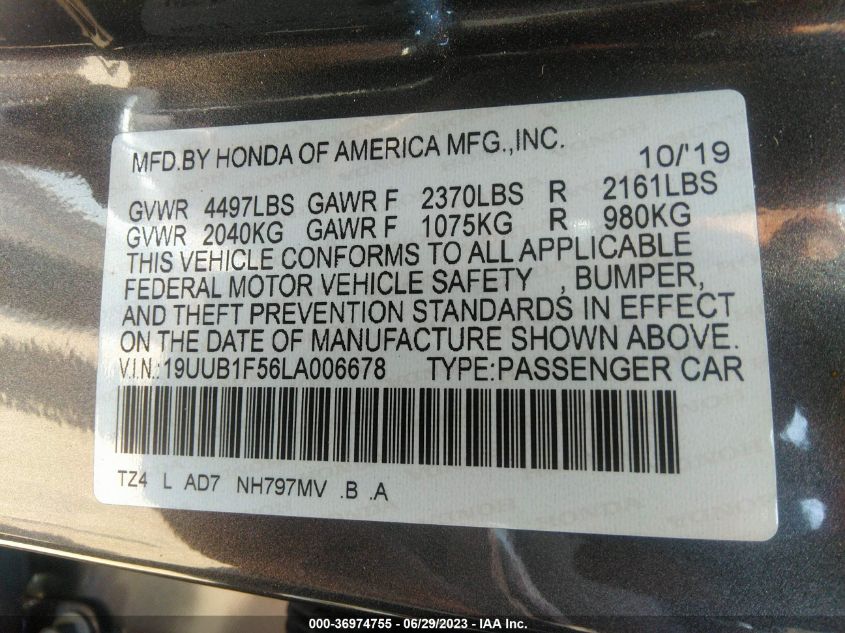 MFD.BY HONDA OF AMERICA MFG.,INC. 10/'19
GVWR 4497LBS GAWR F 2370LBS R 2161LBS
GVWR 2040KG GAWR F 1075KG R 980KG
THIS VEHICLE CONFORMS TO ALL APPLICABLE
FEDERAL MOTOR VEHICLE SAFETY , BUMPER,
AND THEFT PREVENTION STANDARDS IN EFFECT
ON THE DATE OF MANUFACTURE SHOWN ABOVE.
V.I.N.:19UUB1F56LA006678 TYPE:PASSENGER CAR
TZ4 L AD7 NH797MV .B .A
000-36974755 - 06/29/2023 - IAA Inc.